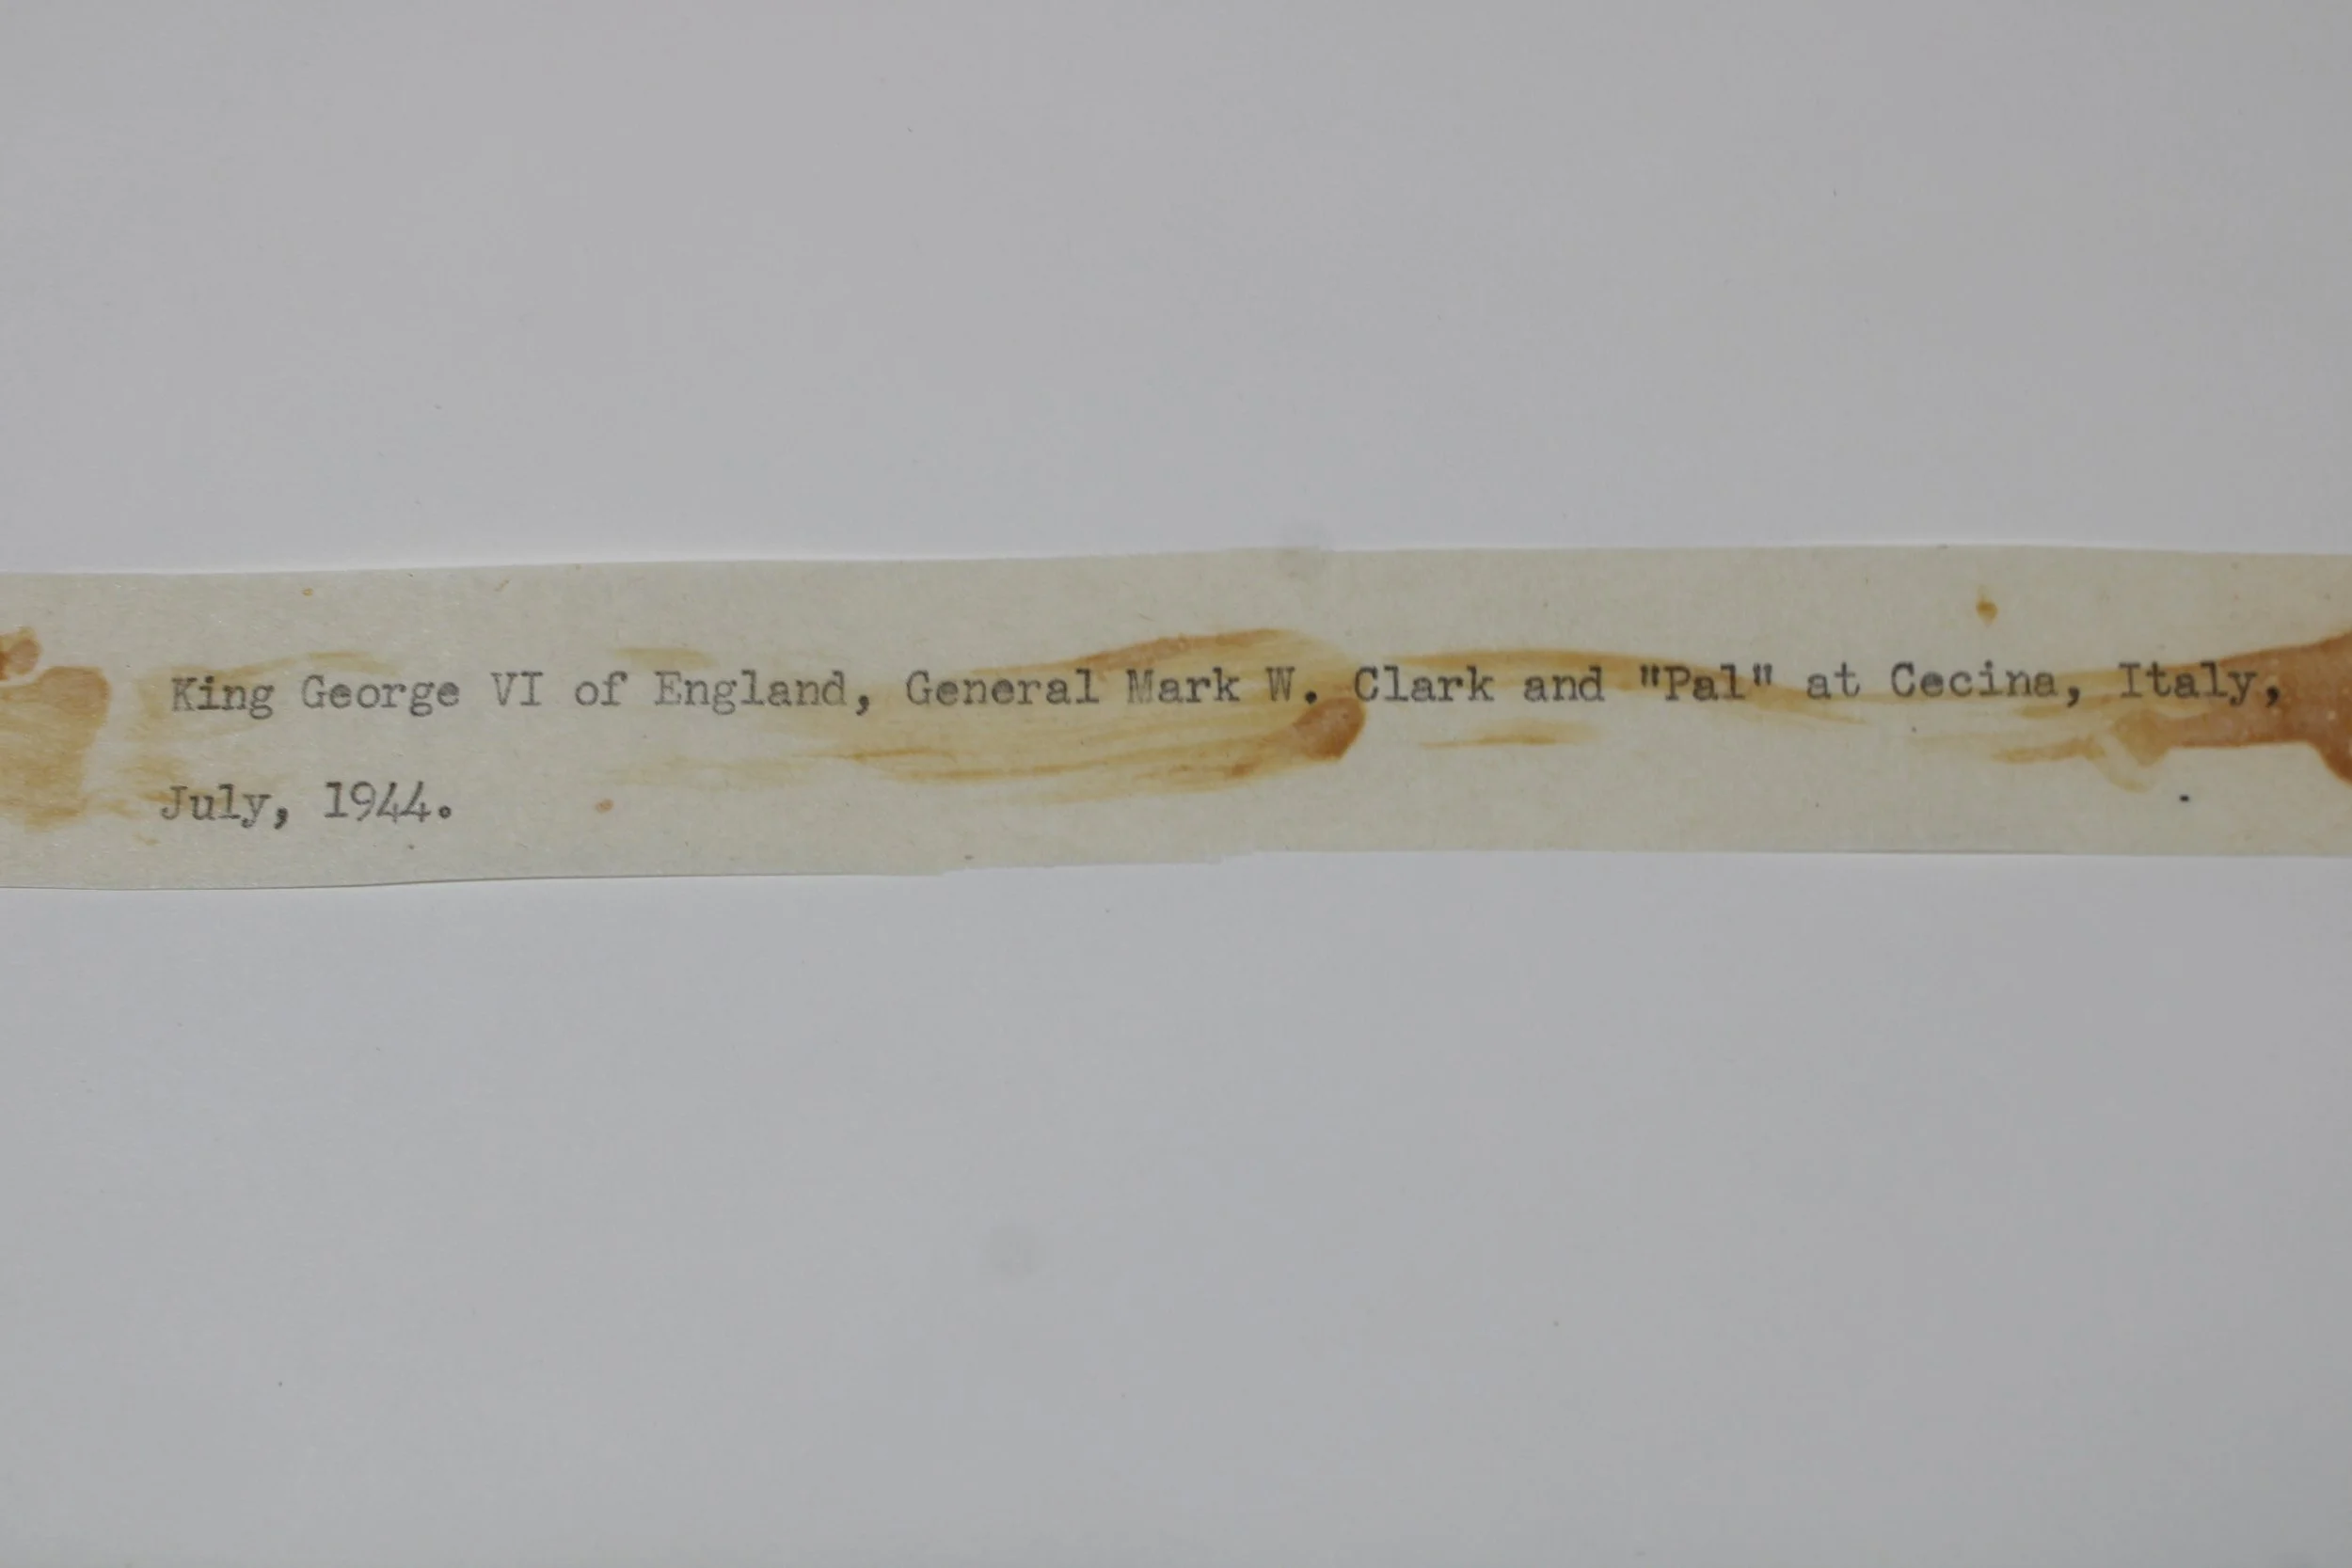 King George VI of England, General Mark W. Clark and "Pal" at Cecina, Italy,
July, 1944.